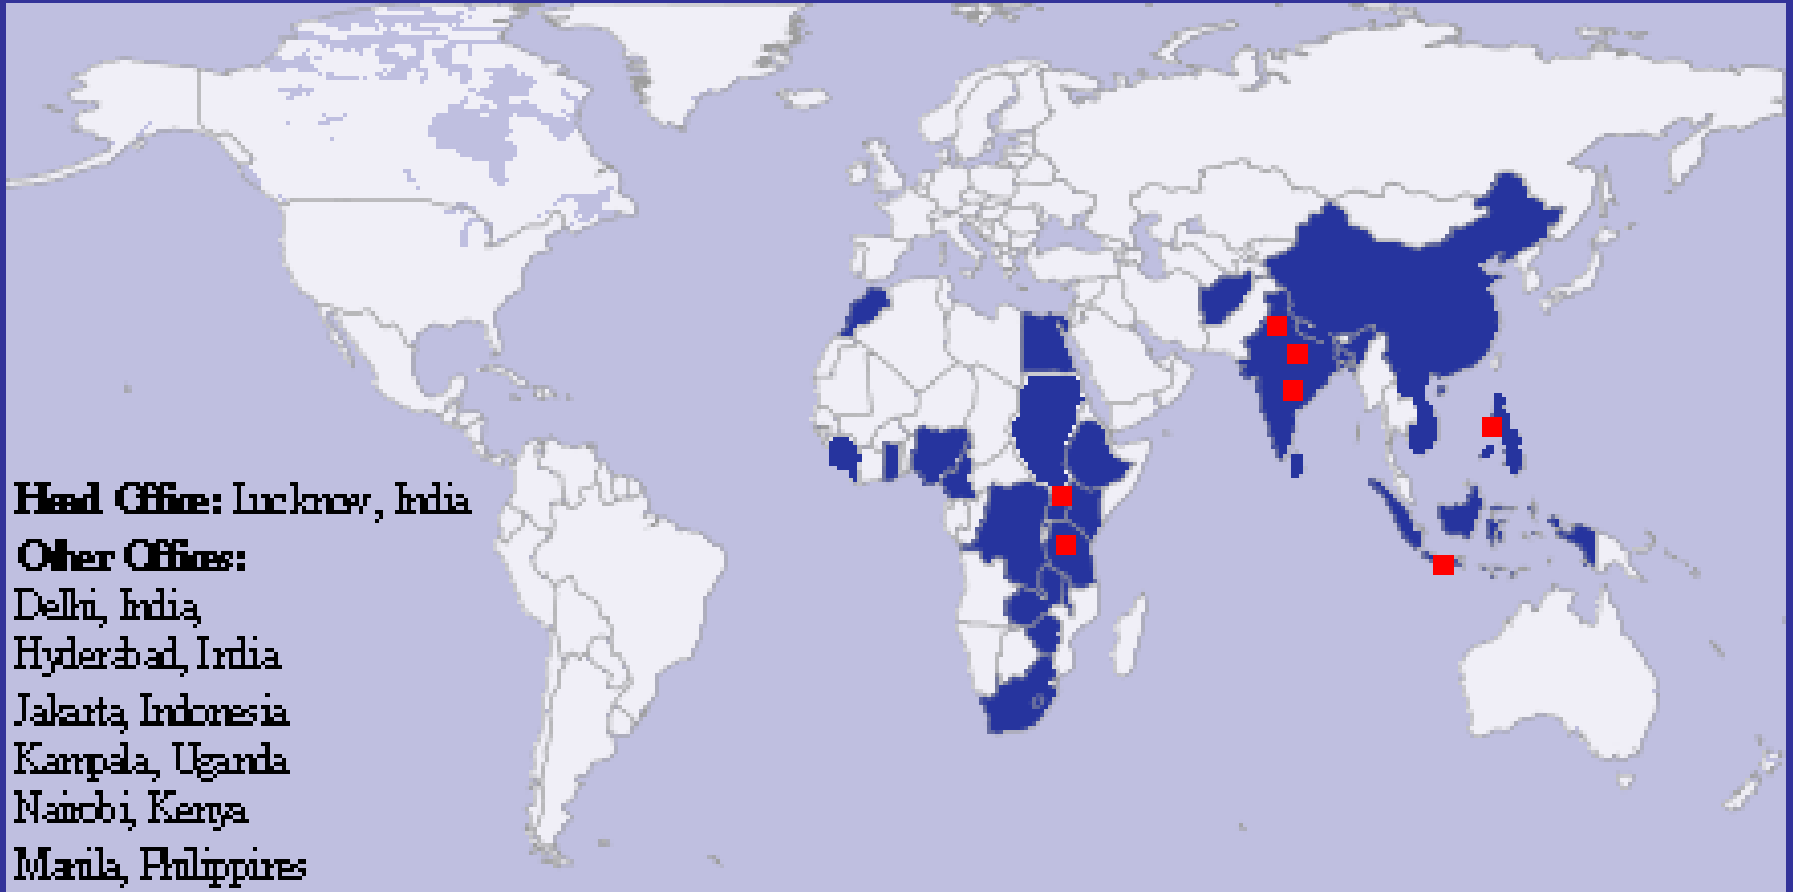 Head Office: Lucknow, India
Other Offices:
Delhi, India,
Hyderabad, India
Jakarta, Indonesia
Kampala, Uganda
Nairobi, Kenya
Manila, Philippines